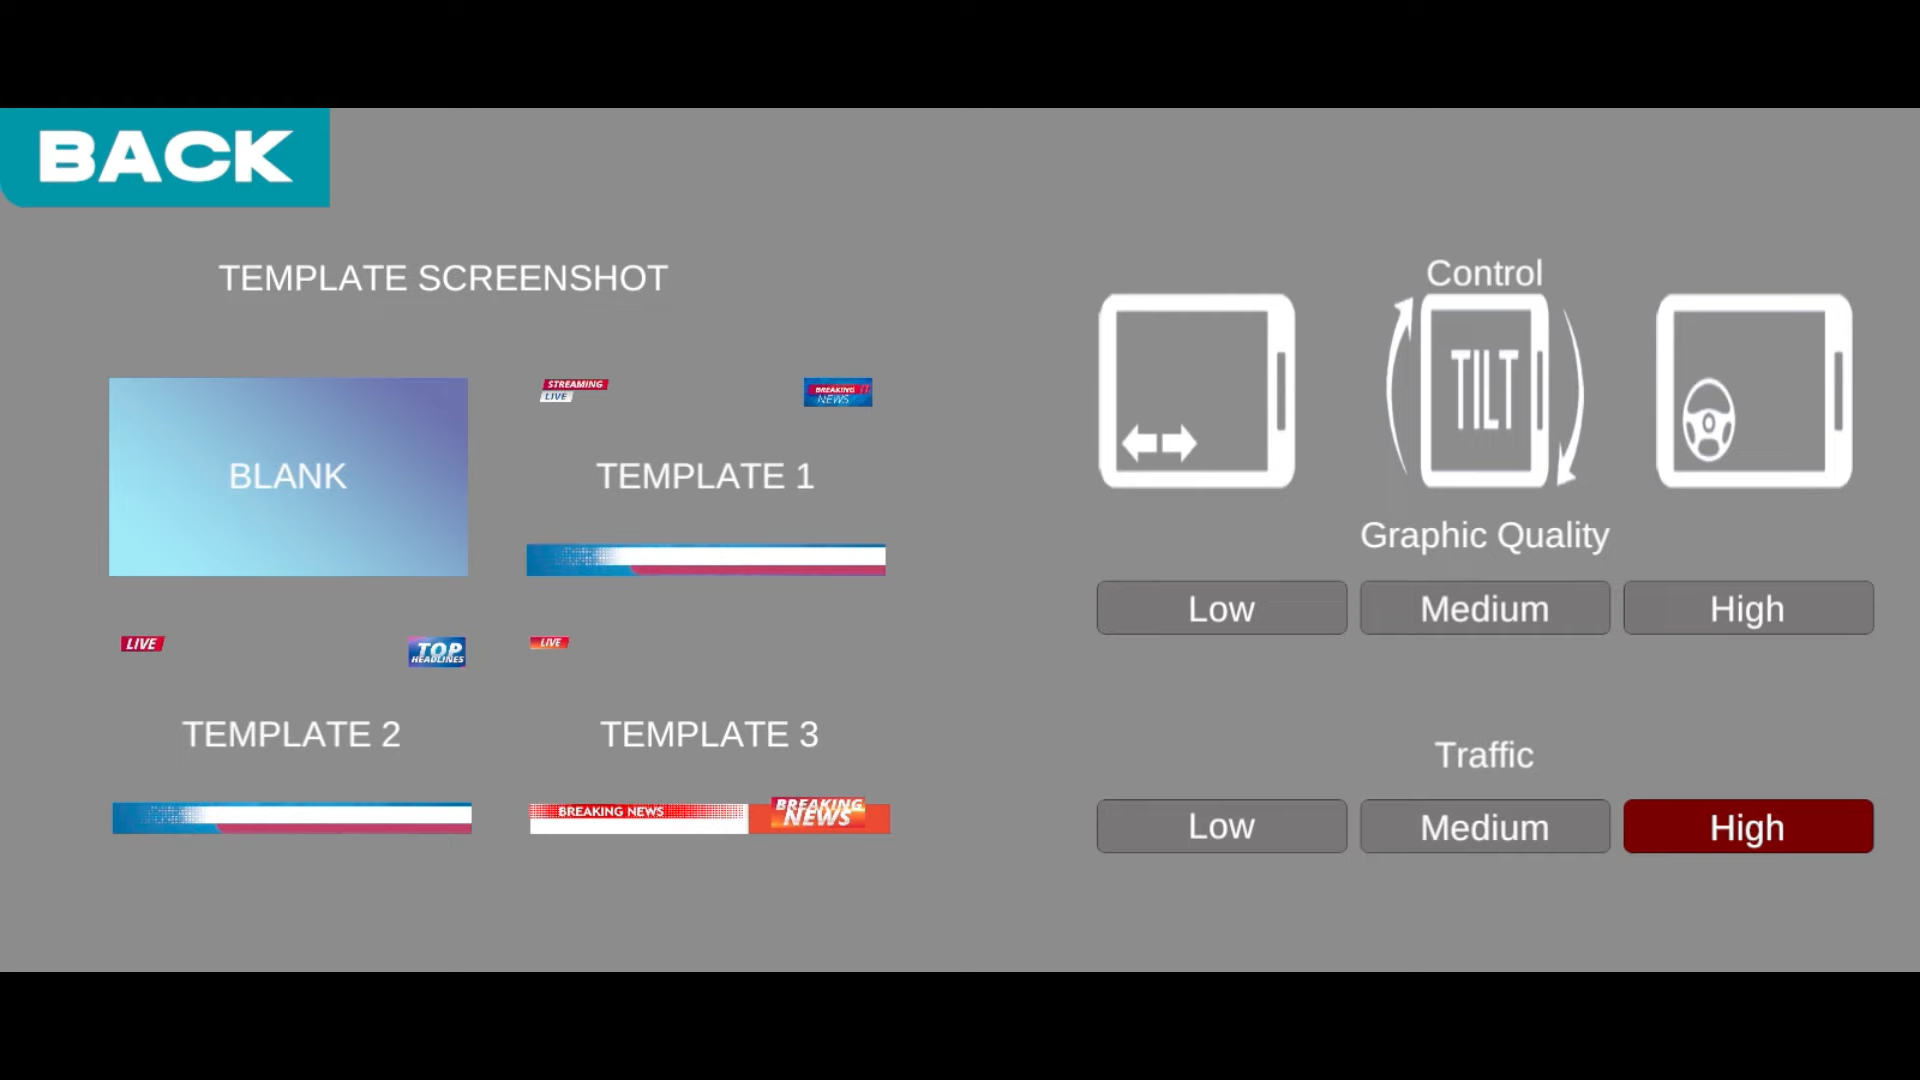 BACK
TEMPLATE SCREENSHOT
BLANK
STREAMING
LIVE
BREAKING
NEWS
TEMPLATE 1
LIVE
TOP
HEADLINES
TEMPLATE 2
LIVE
TEMPLATE 3
BREAKING NEWS
BREAKING
NEWS
Control
TILT
Graphic Quality
Low Medium High
Traffic
Low Medium High